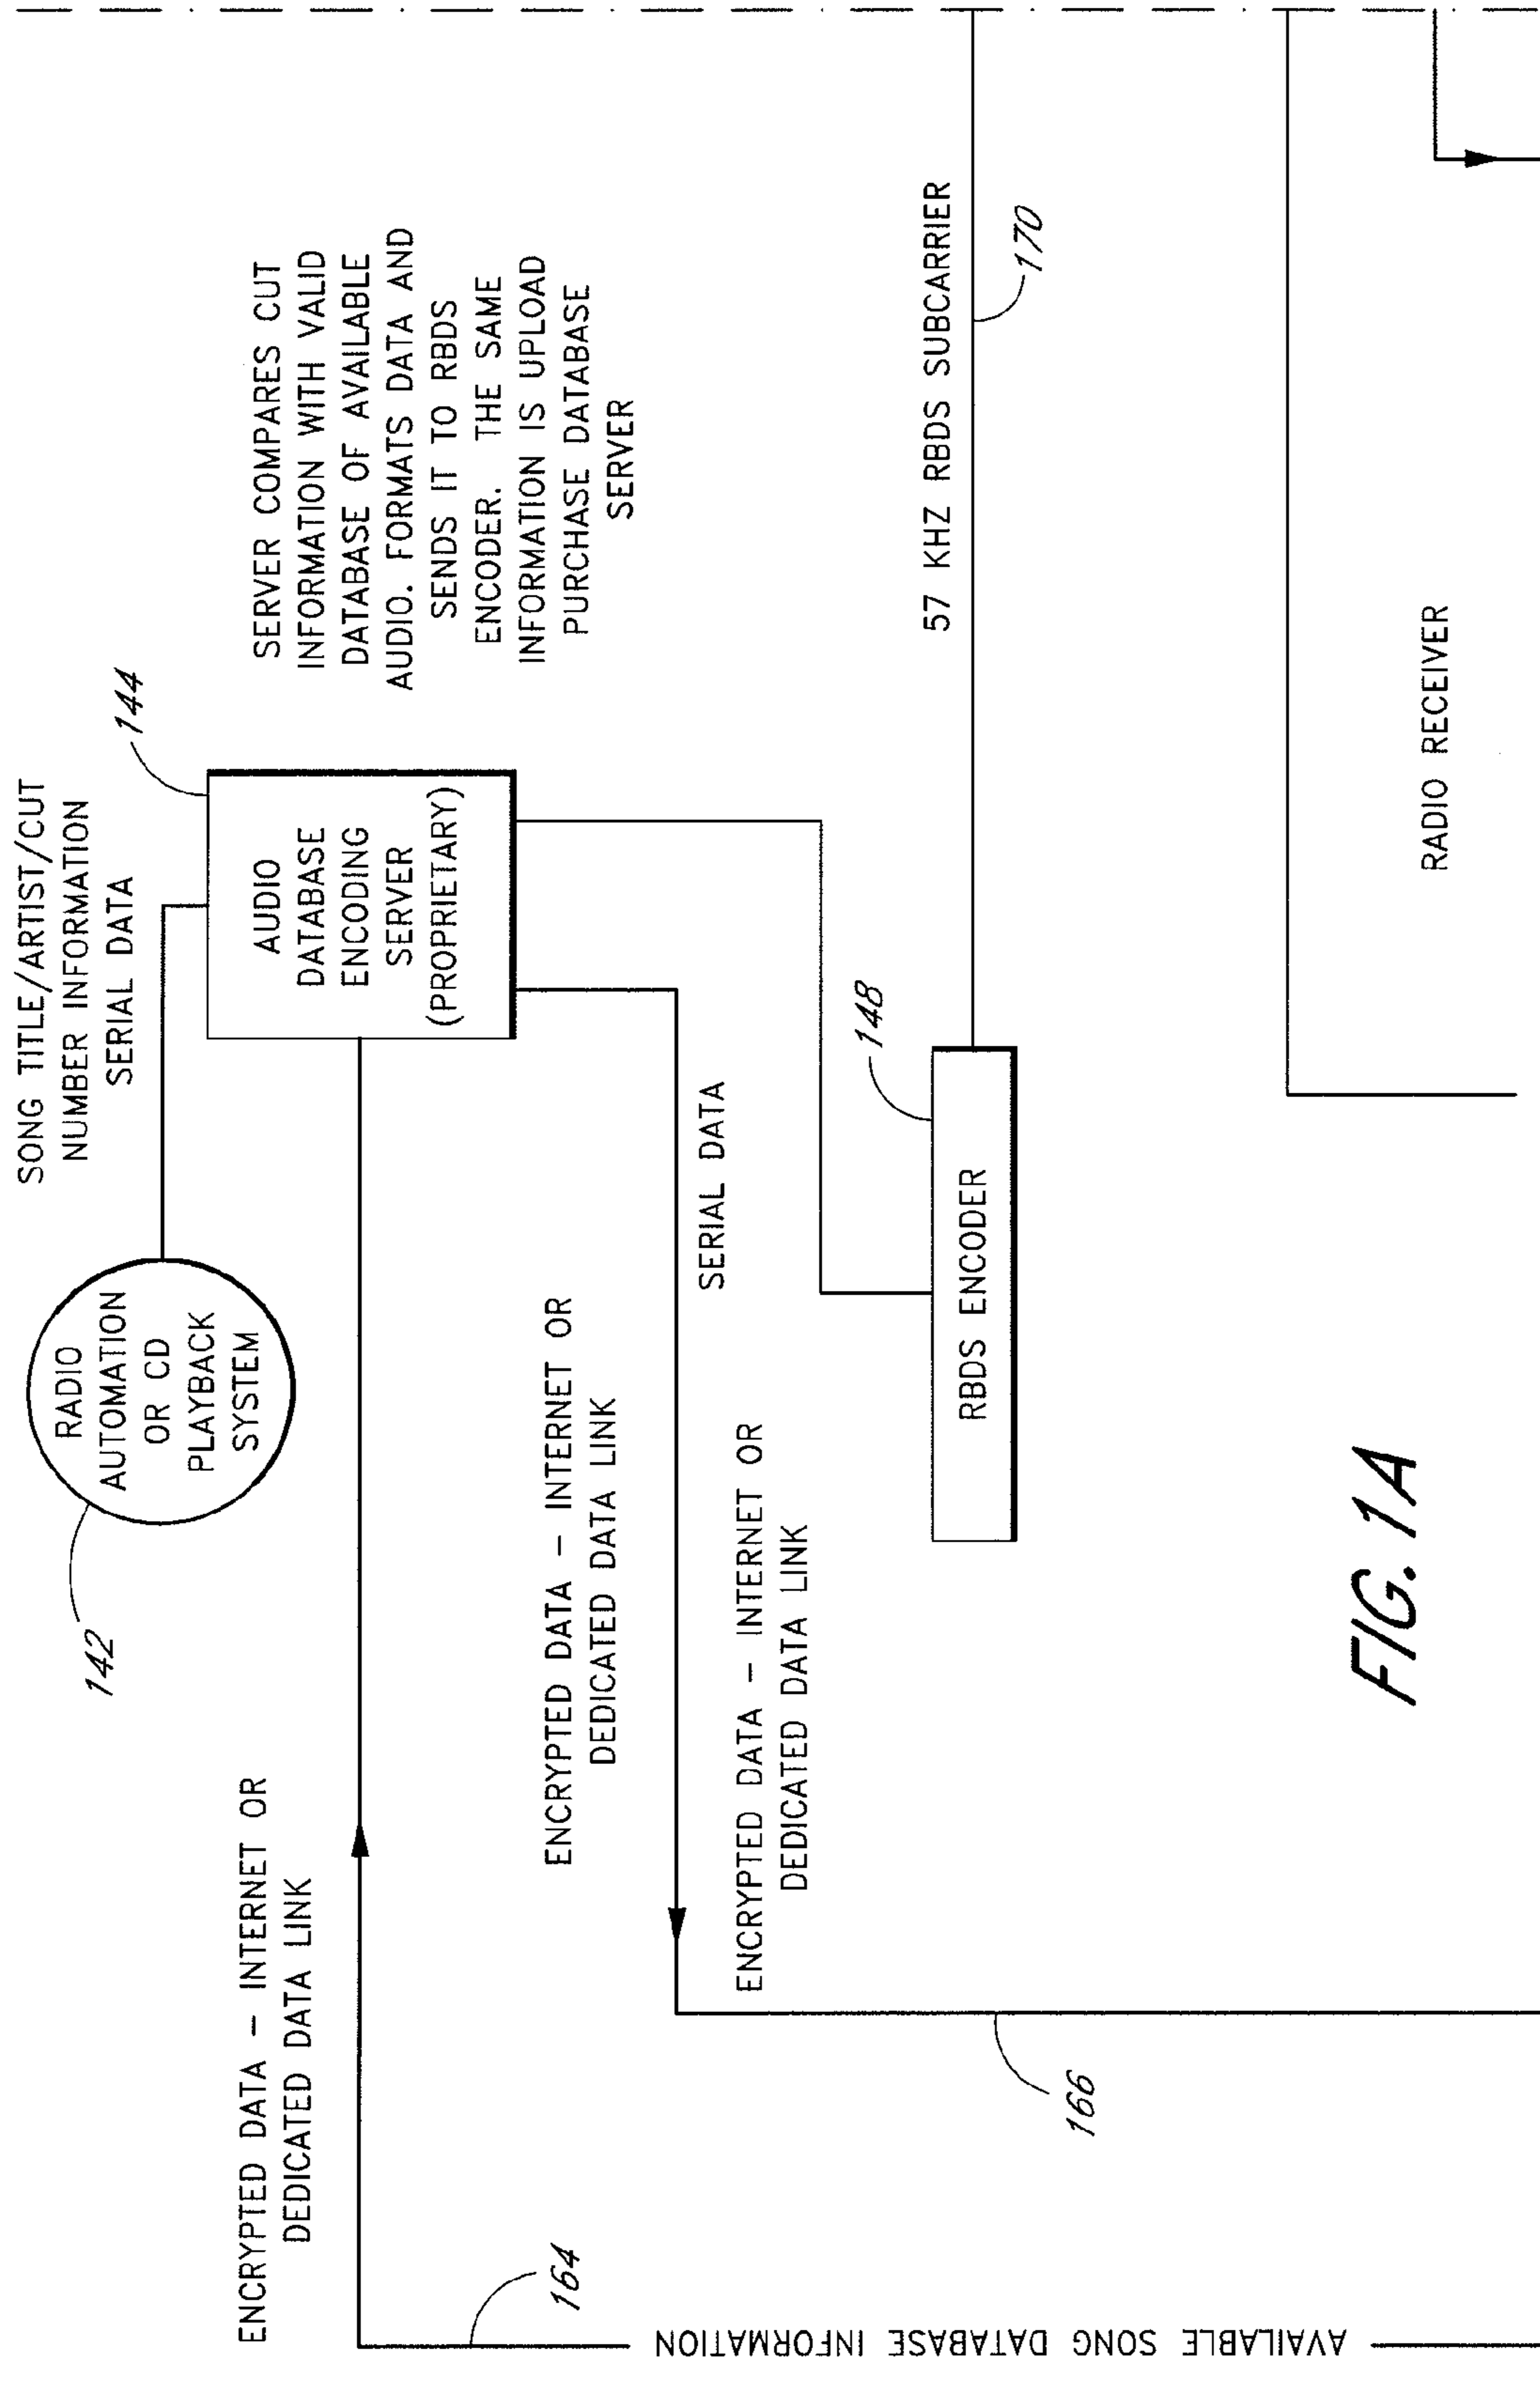 SONG TITLE/ARTIST/CUT
NUMBER INFORMATION
SERIAL DATA
RADIO
AUTOMATION
OR CD
PLAYBACK
SYSTEM
142
144
AUDIO
DATABASE
ENCODING
SERVER
(PROPRIETARY)
SERVER COMPARES CUT
INFORMATION WITH VALID
DATABASE OF AVAILABLE
AUDIO. FORMATS DATA AND
SENDS IT TO RBDS
ENCODER. THE SAME
INFORMATION IS UPLOAD
PURCHASE DATABASE
SERVER
ENCRYPTED DATA – INTERNET OR
DEDICATED DATA LINK
164
AVAILABLE SONG DATABASE INFORMATION
ENCRYPTED DATA – INTERNET OR
DEDICATED DATA LINK
SERIAL DATA
ENCRYPTED DATA – INTERNET OR
DEDICATED DATA LINK
166
148
RBDS ENCODER
57 KHZ RBDS SUBCARRIER
170
RADIO RECEIVER
FIG. 1A